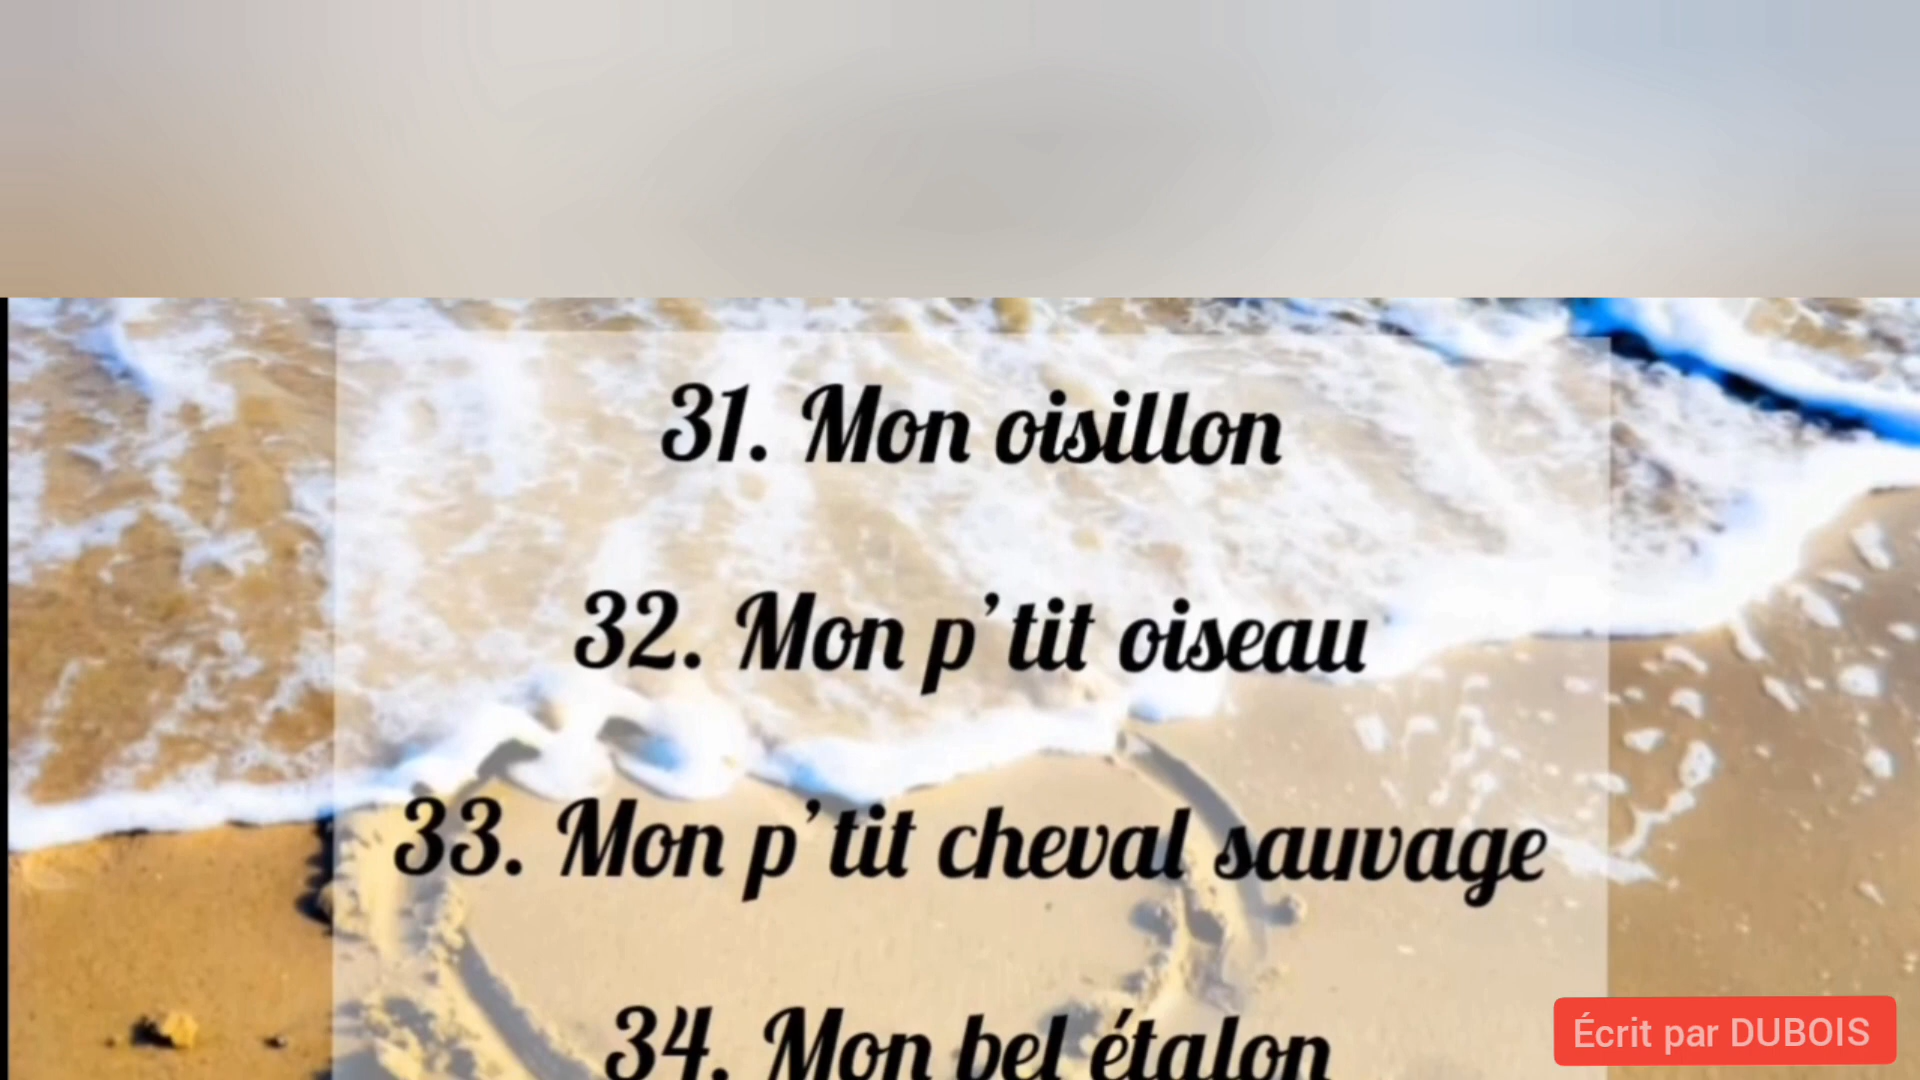 31. Mon oisillon
32. Mon p’tit oiseau
33. Mon p’tit cheval sauvage
34. Mon bel étalon
Écrit par DUBOIS